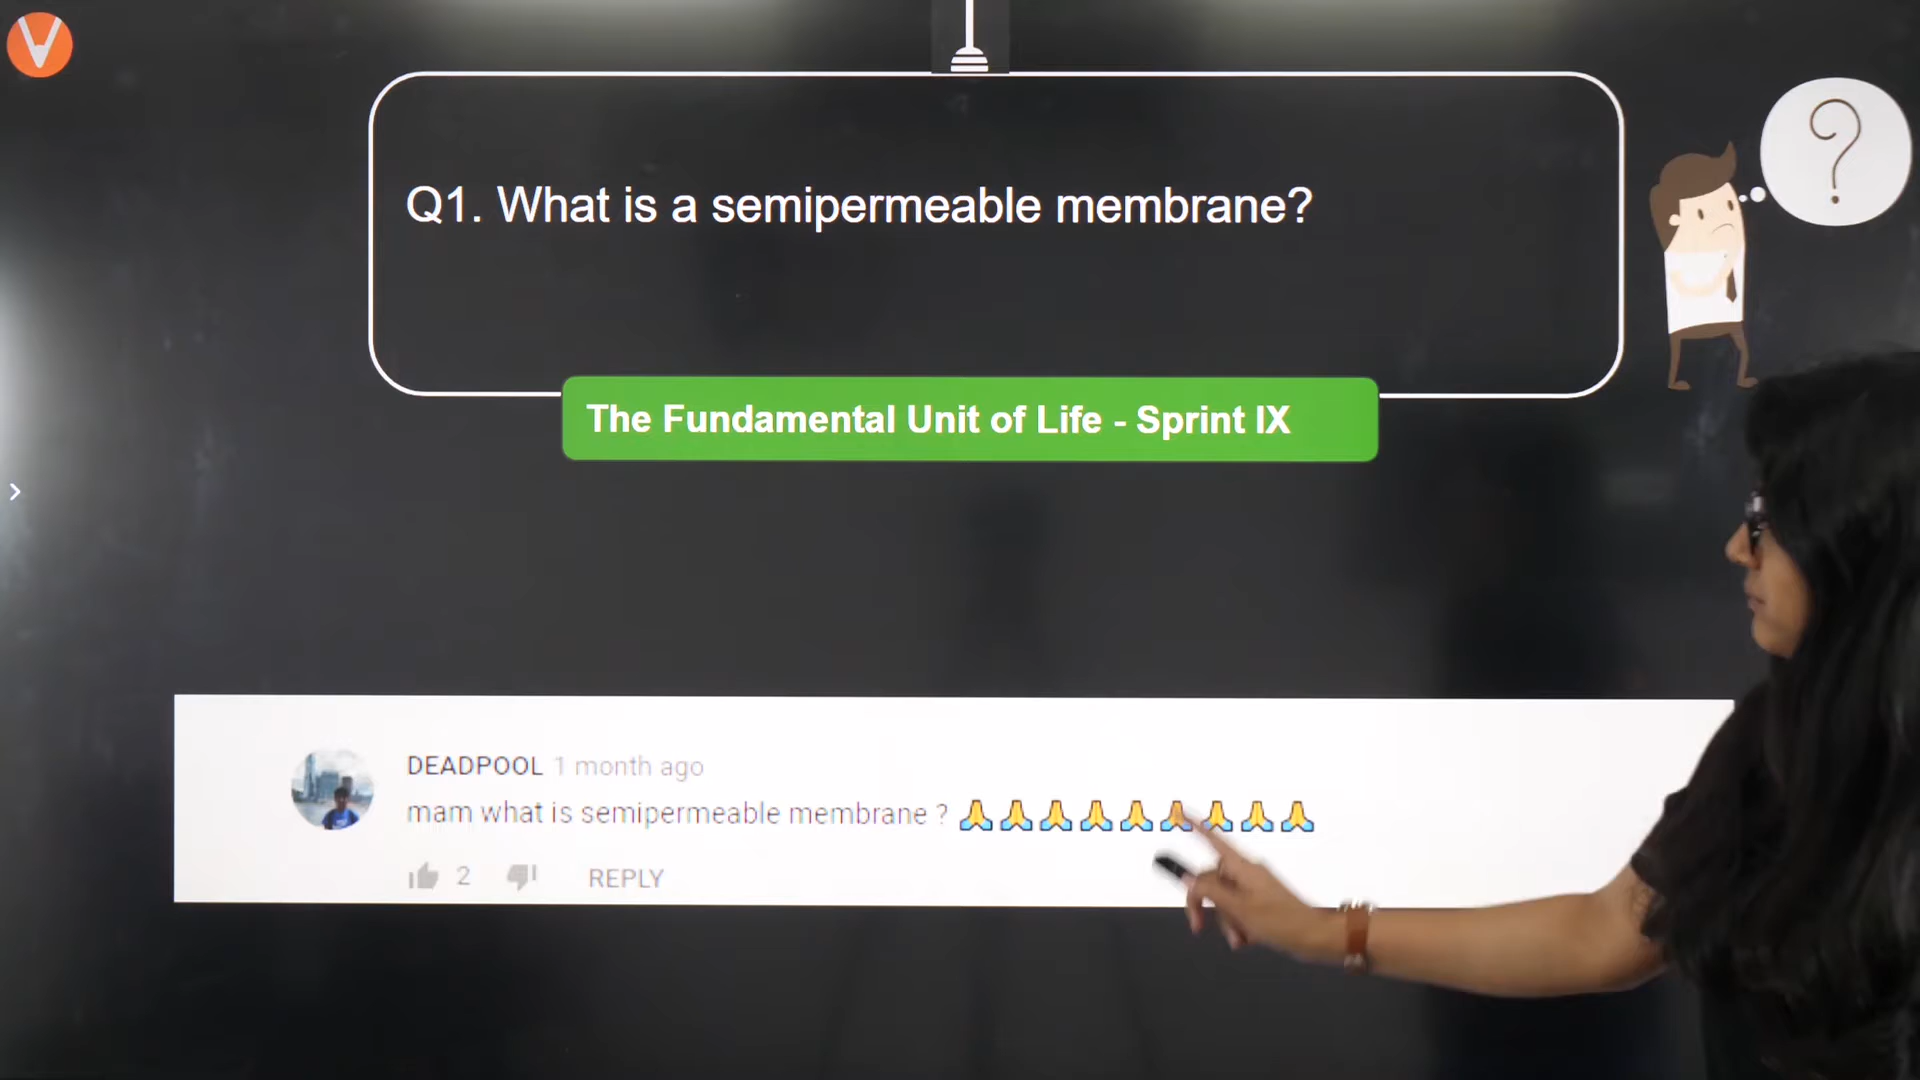 Q1. What is a semipermeable membrane?
The Fundamental Unit of Life - Sprint IX
DEADPOOL 1 month ago
mam what is semipermeable membrane ? 🙏🙏🙏🙏🙏🙏🙏🙏🙏
2 REPLY